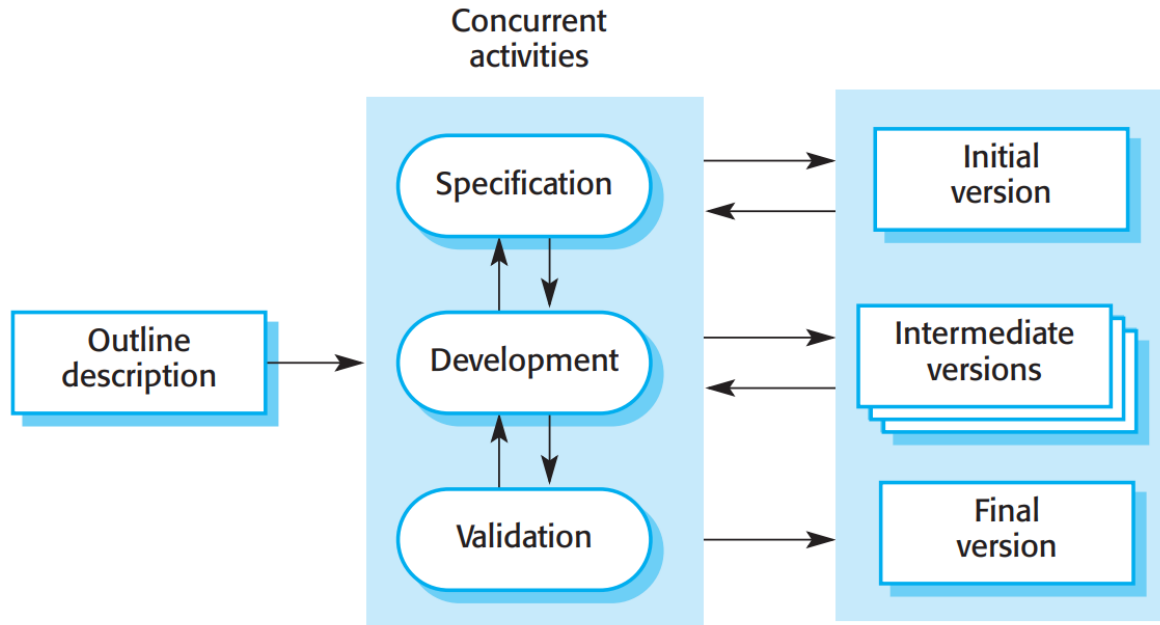 Concurrent
activities
Outline
description
Specification
Development
Validation
Initial
version
Intermediate
versions
Final
version